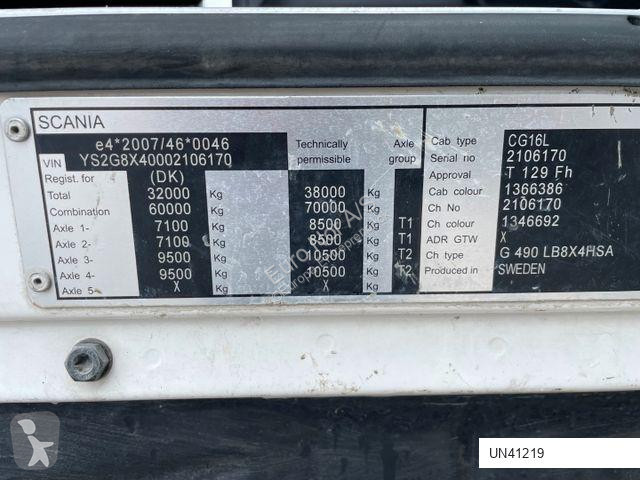 SCANIA
e4*2007/46*0046
VIN YS2G8X40002106170
Technically permissible
Axle group
Regist. for (DK)
Total 32000 Kg 38000 Kg
Combination 60000 Kg 70000 Kg
Axle 1- 7100 Kg 8500 Kg T1
Axle 2- 7100 Kg 8500 Kg T1
Axle 3- 9500 Kg 10500 Kg T2
Axle 4- 9500 Kg 10500 Kg T2
Axle 5- X Kg X Kg
Cab type CG16L
Serial no 2106170
Approval T 129 Fh
Cab colour 1366386
Ch No 2106170
Ch colour 1346692
ADR GTW X
Ch type G 490 LB8X4HSA
Produced in SWEDEN
UN41219